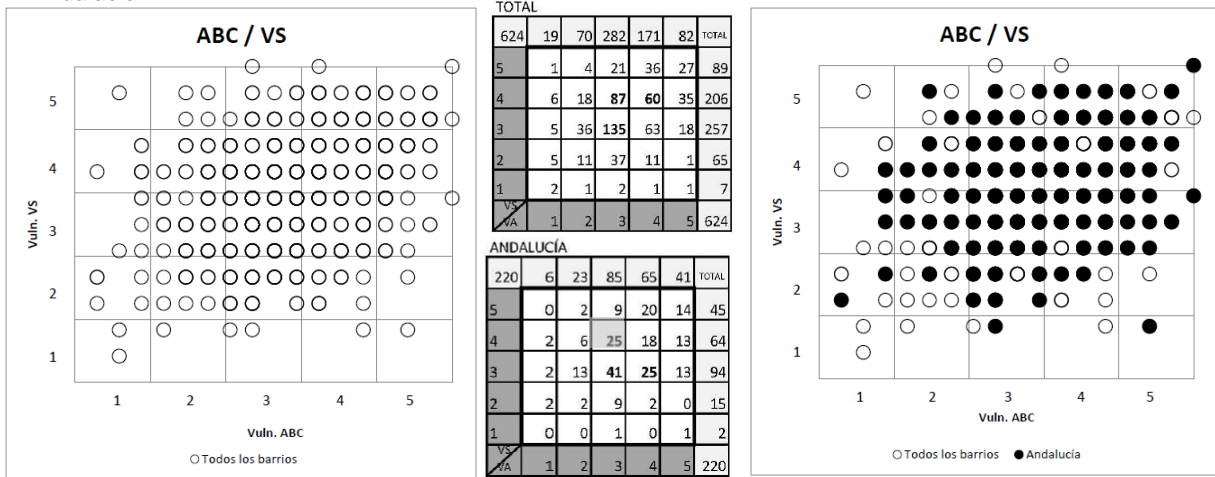 ABC / VS
5
4
3
2
1
Vuln. VS
1 2 3 4 5
Vuln. ABC
Todos los barrios
TOTAL
624 19 70 282 171 82 TOTAL
5 1 4 21 36 27 89
4 6 18 87 60 35 206
3 5 36 135 63 18 257
2 5 11 37 11 1 65
1 2 1 2 1 1 7
VS
VA 1 2 3 4 5 624
ANDALUCÍA
220 6 23 85 65 41 TOTAL
5 0 2 9 20 14 45
4 2 6 25 18 13 64
3 2 13 41 25 13 94
2 2 2 9 2 0 15
1 0 0 1 0 1 2
VS
VA 1 2 3 4 5 220
ABC / VS
5
4
3
2
1
Vuln. VS
1 2 3 4 5
Vuln. ABC
Todos los barrios Andalucía